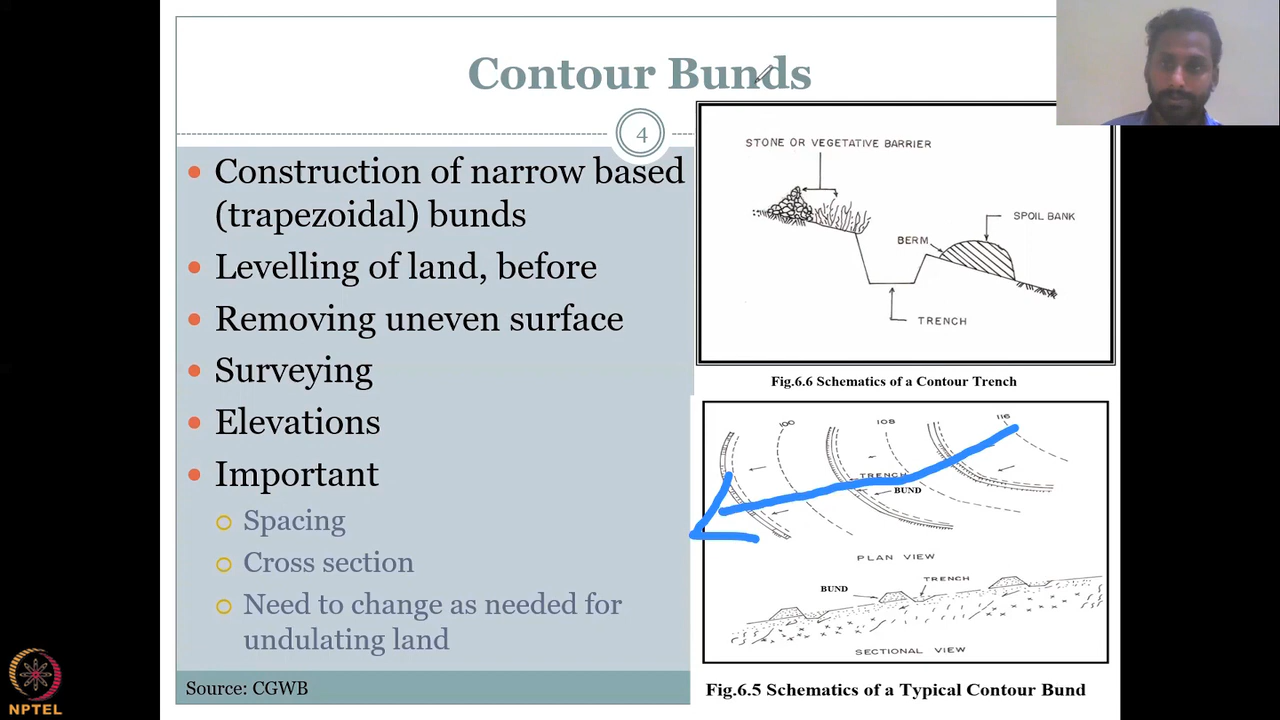 Contour Bunds
4
• Construction of narrow based
(trapezoidal) bunds
• Levelling of land, before
• Removing uneven surface
• Surveying
• Elevations
• Important
○ Spacing
○ Cross section
○ Need to change as needed for
undulating land
Source: CGWB
STONE OR VEGETATIVE BARRIER
SPOIL BANK
BERM
TRENCH
Fig.6.6 Schematics of a Contour Trench
100
108
116
TRENCH
BUND
PLAN VIEW
BUND
TRENCH
SECTIONAL VIEW
Fig.6.5 Schematics of a Typical Contour Bund
NPTEL